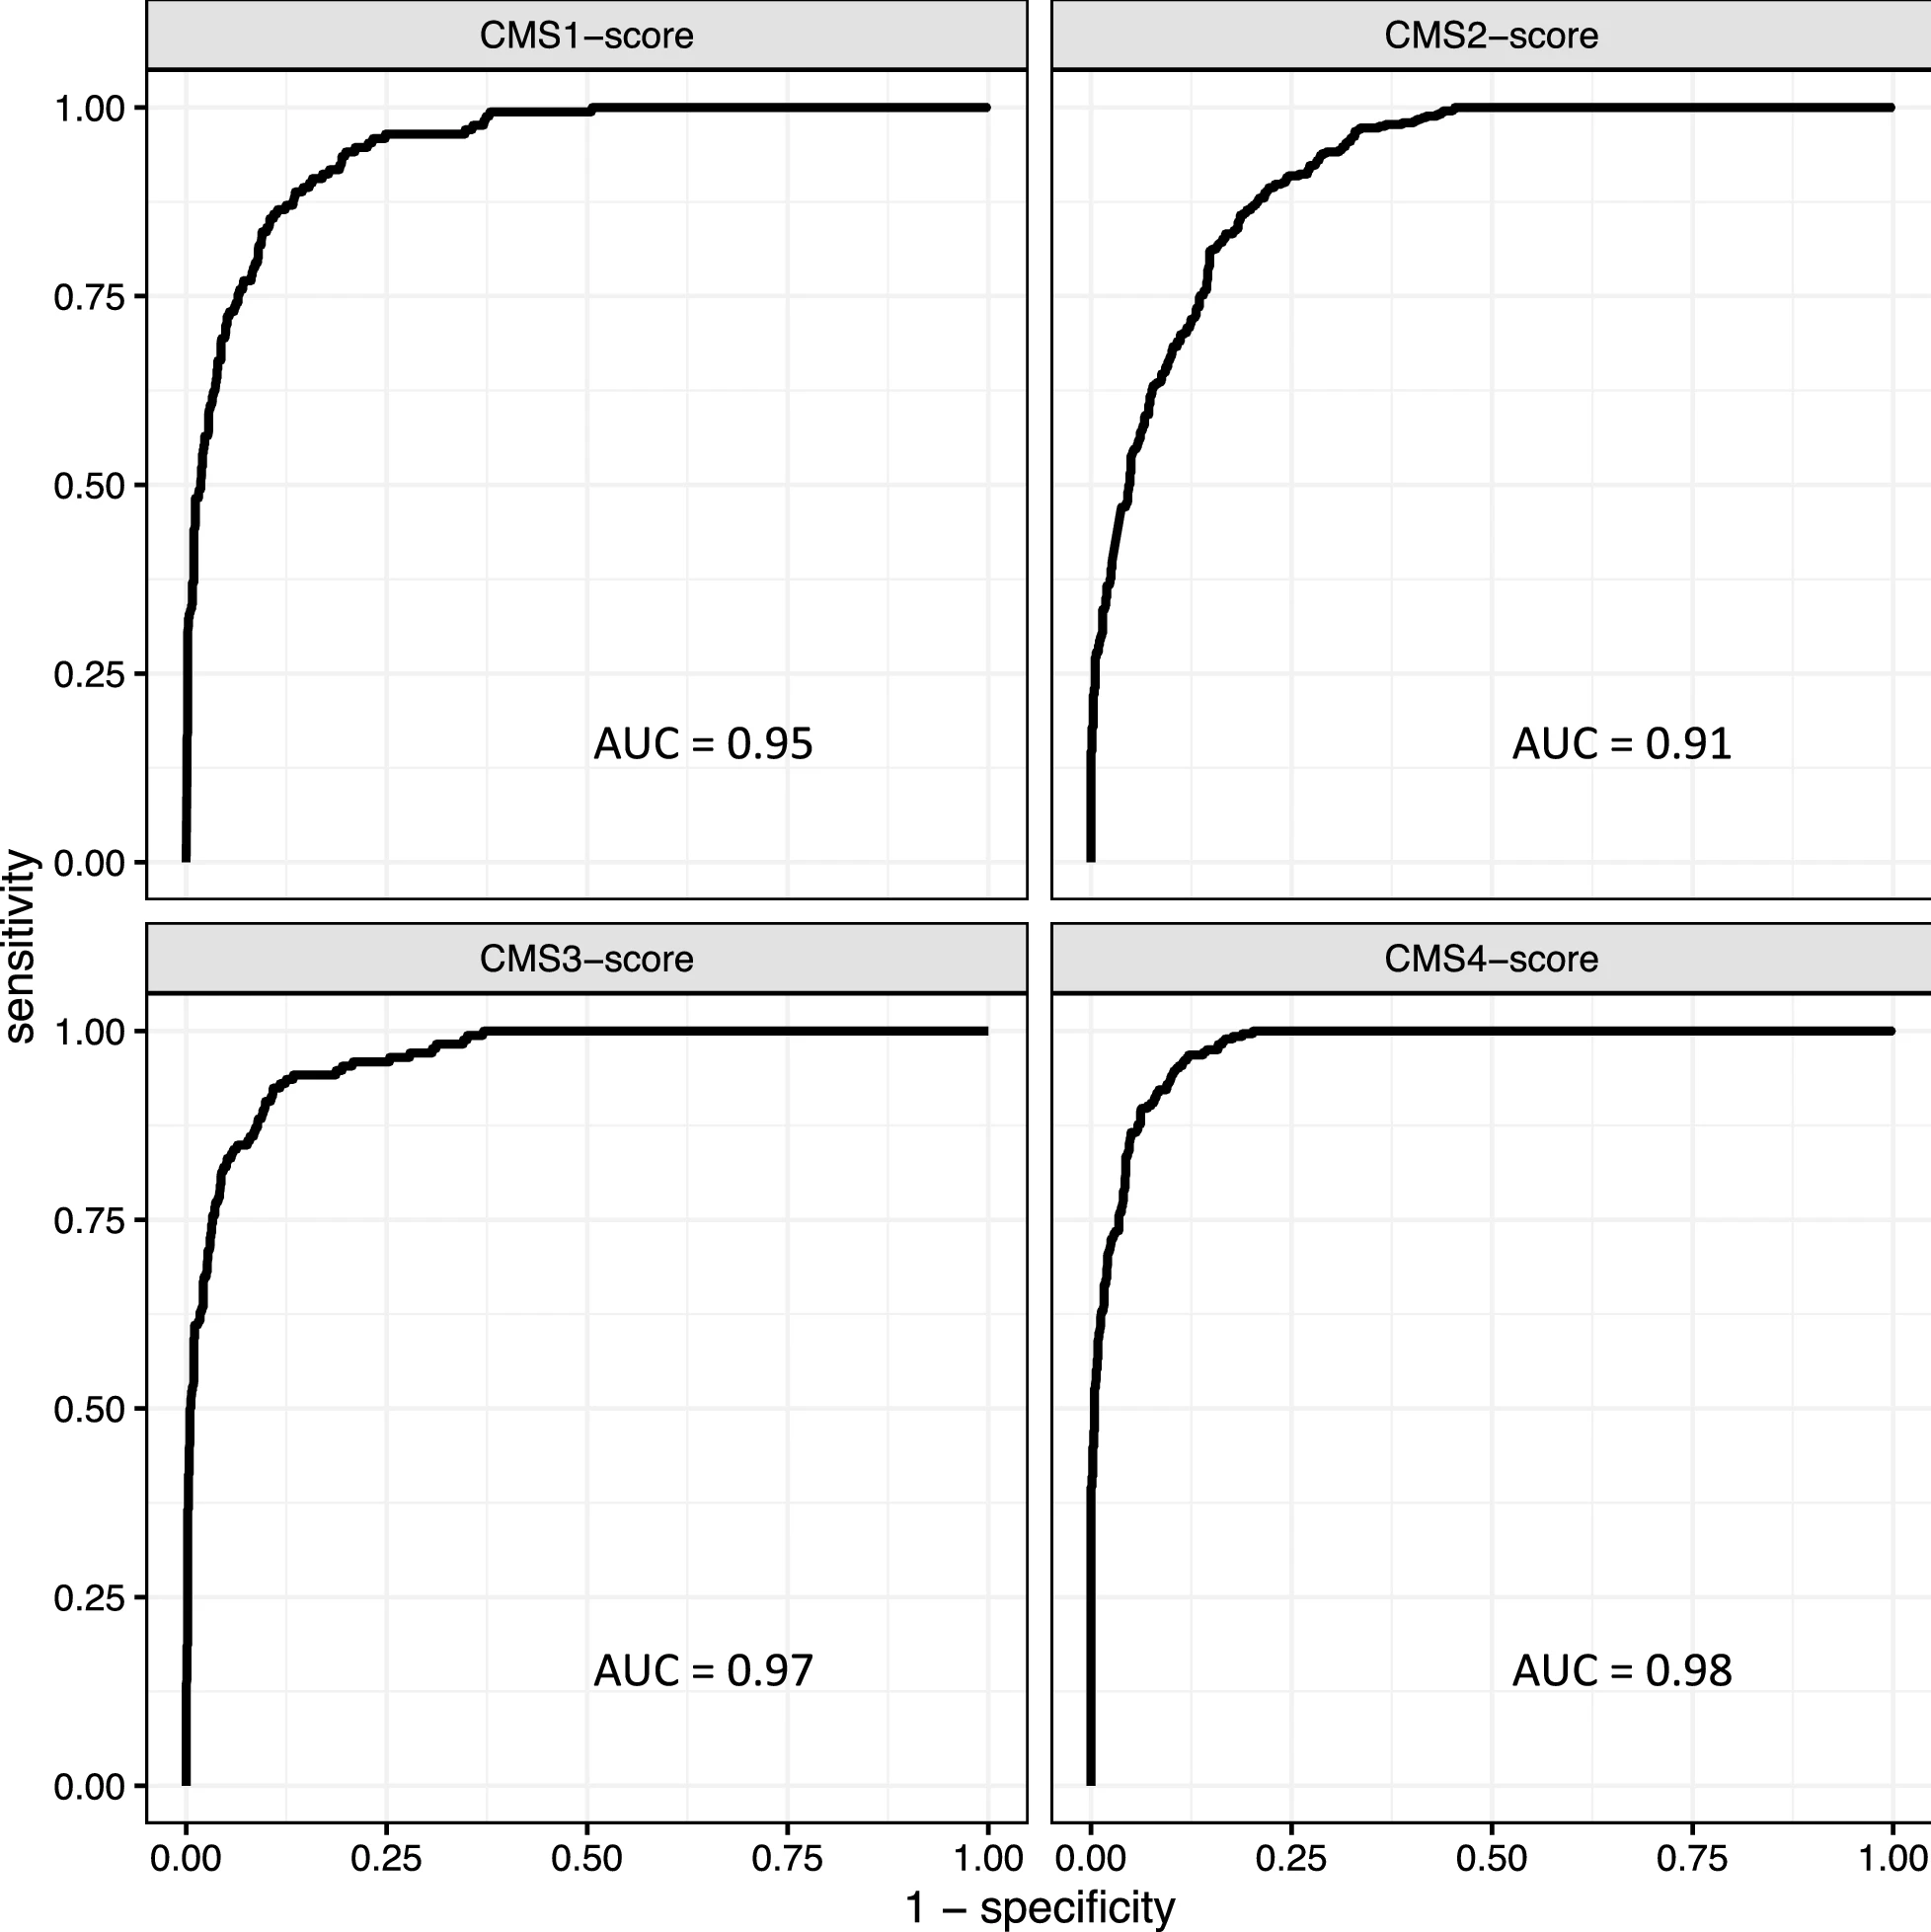 CMS1–score
CMS2–score
1.00
0.75
0.50
0.25
0.00
AUC = 0.95
AUC = 0.91
sensitivity
CMS3–score
CMS4–score
1.00
0.75
0.50
0.25
0.00
AUC = 0.97
AUC = 0.98
0.00 0.25 0.50 0.75 1.00
0.00 0.25 0.50 0.75 1.00
1 – specificity